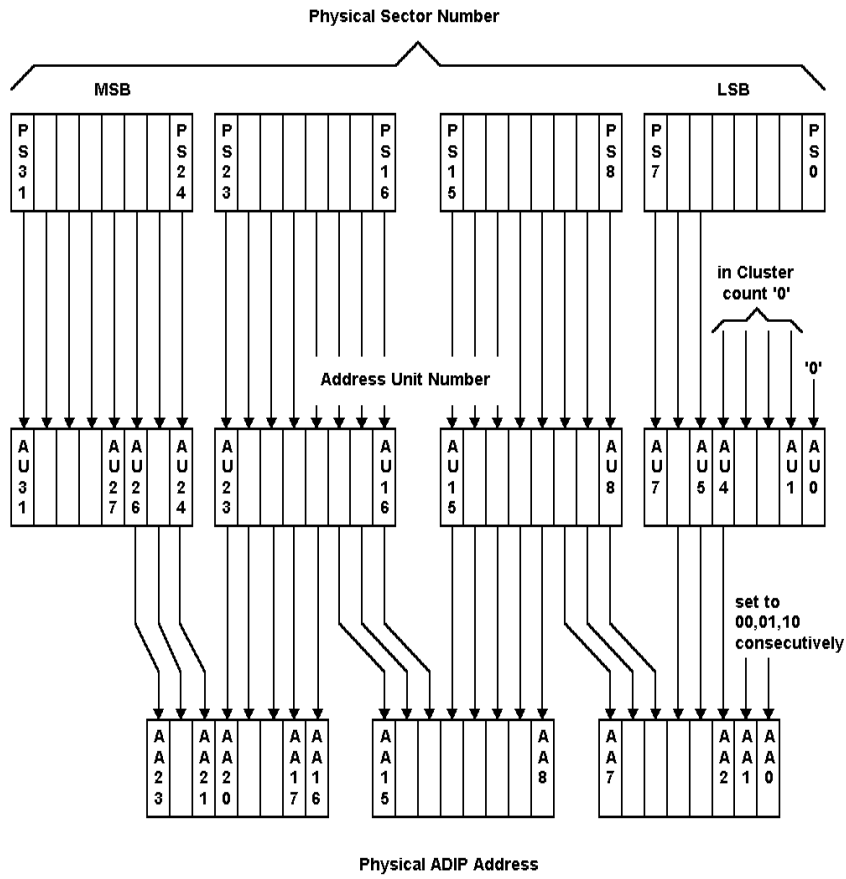 Physical Sector Number
MSB
LSB
PS31
PS24
PS23
PS16
PS15
PS8
PS7
PS0
in Cluster
count '0'
Address Unit Number
'0'
AU31
AU27
AU26
AU24
AU23
AU16
AU15
AU8
AU7
AU5
AU4
AU1
AU0
set to
00,01,10
consecutively
AA23
AA21
AA20
AA17
AA16
AA15
AA8
AA7
AA2
AA1
AA0
Physical ADIP Address